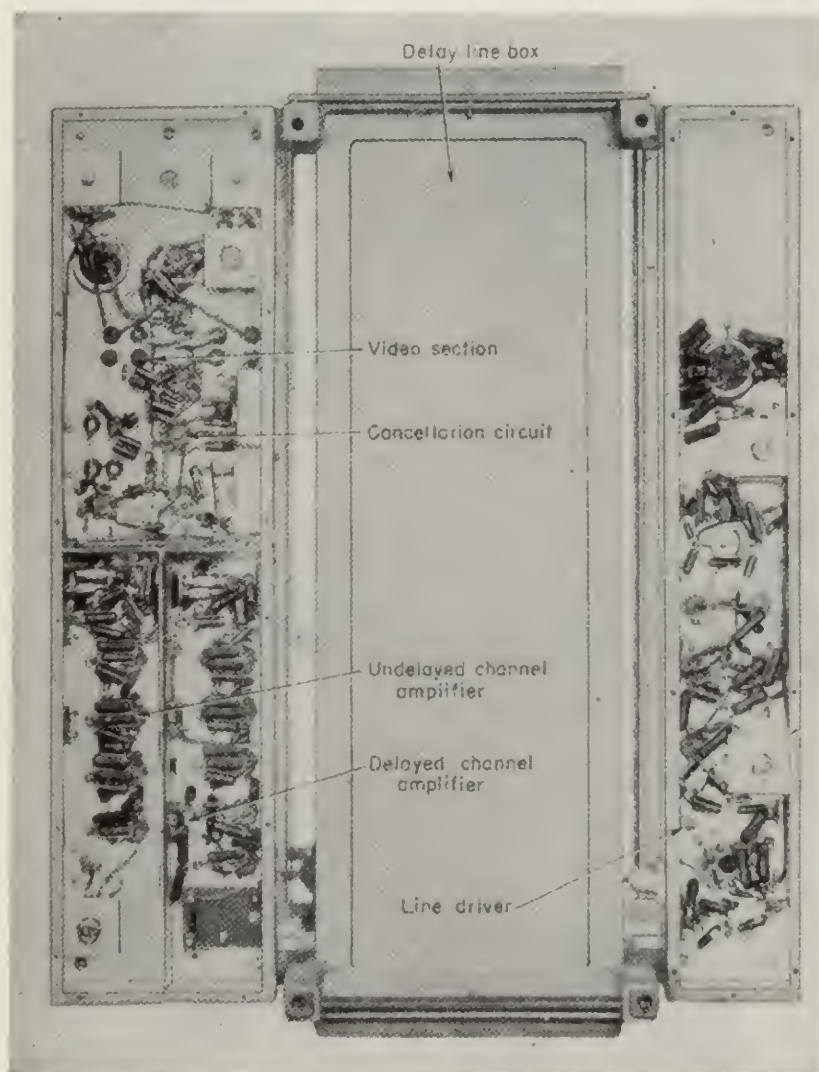 Delay line box
Video section
Cancellation circuit
Undelayed channel
amplifier
Delayed channel
amplifier
Line driver